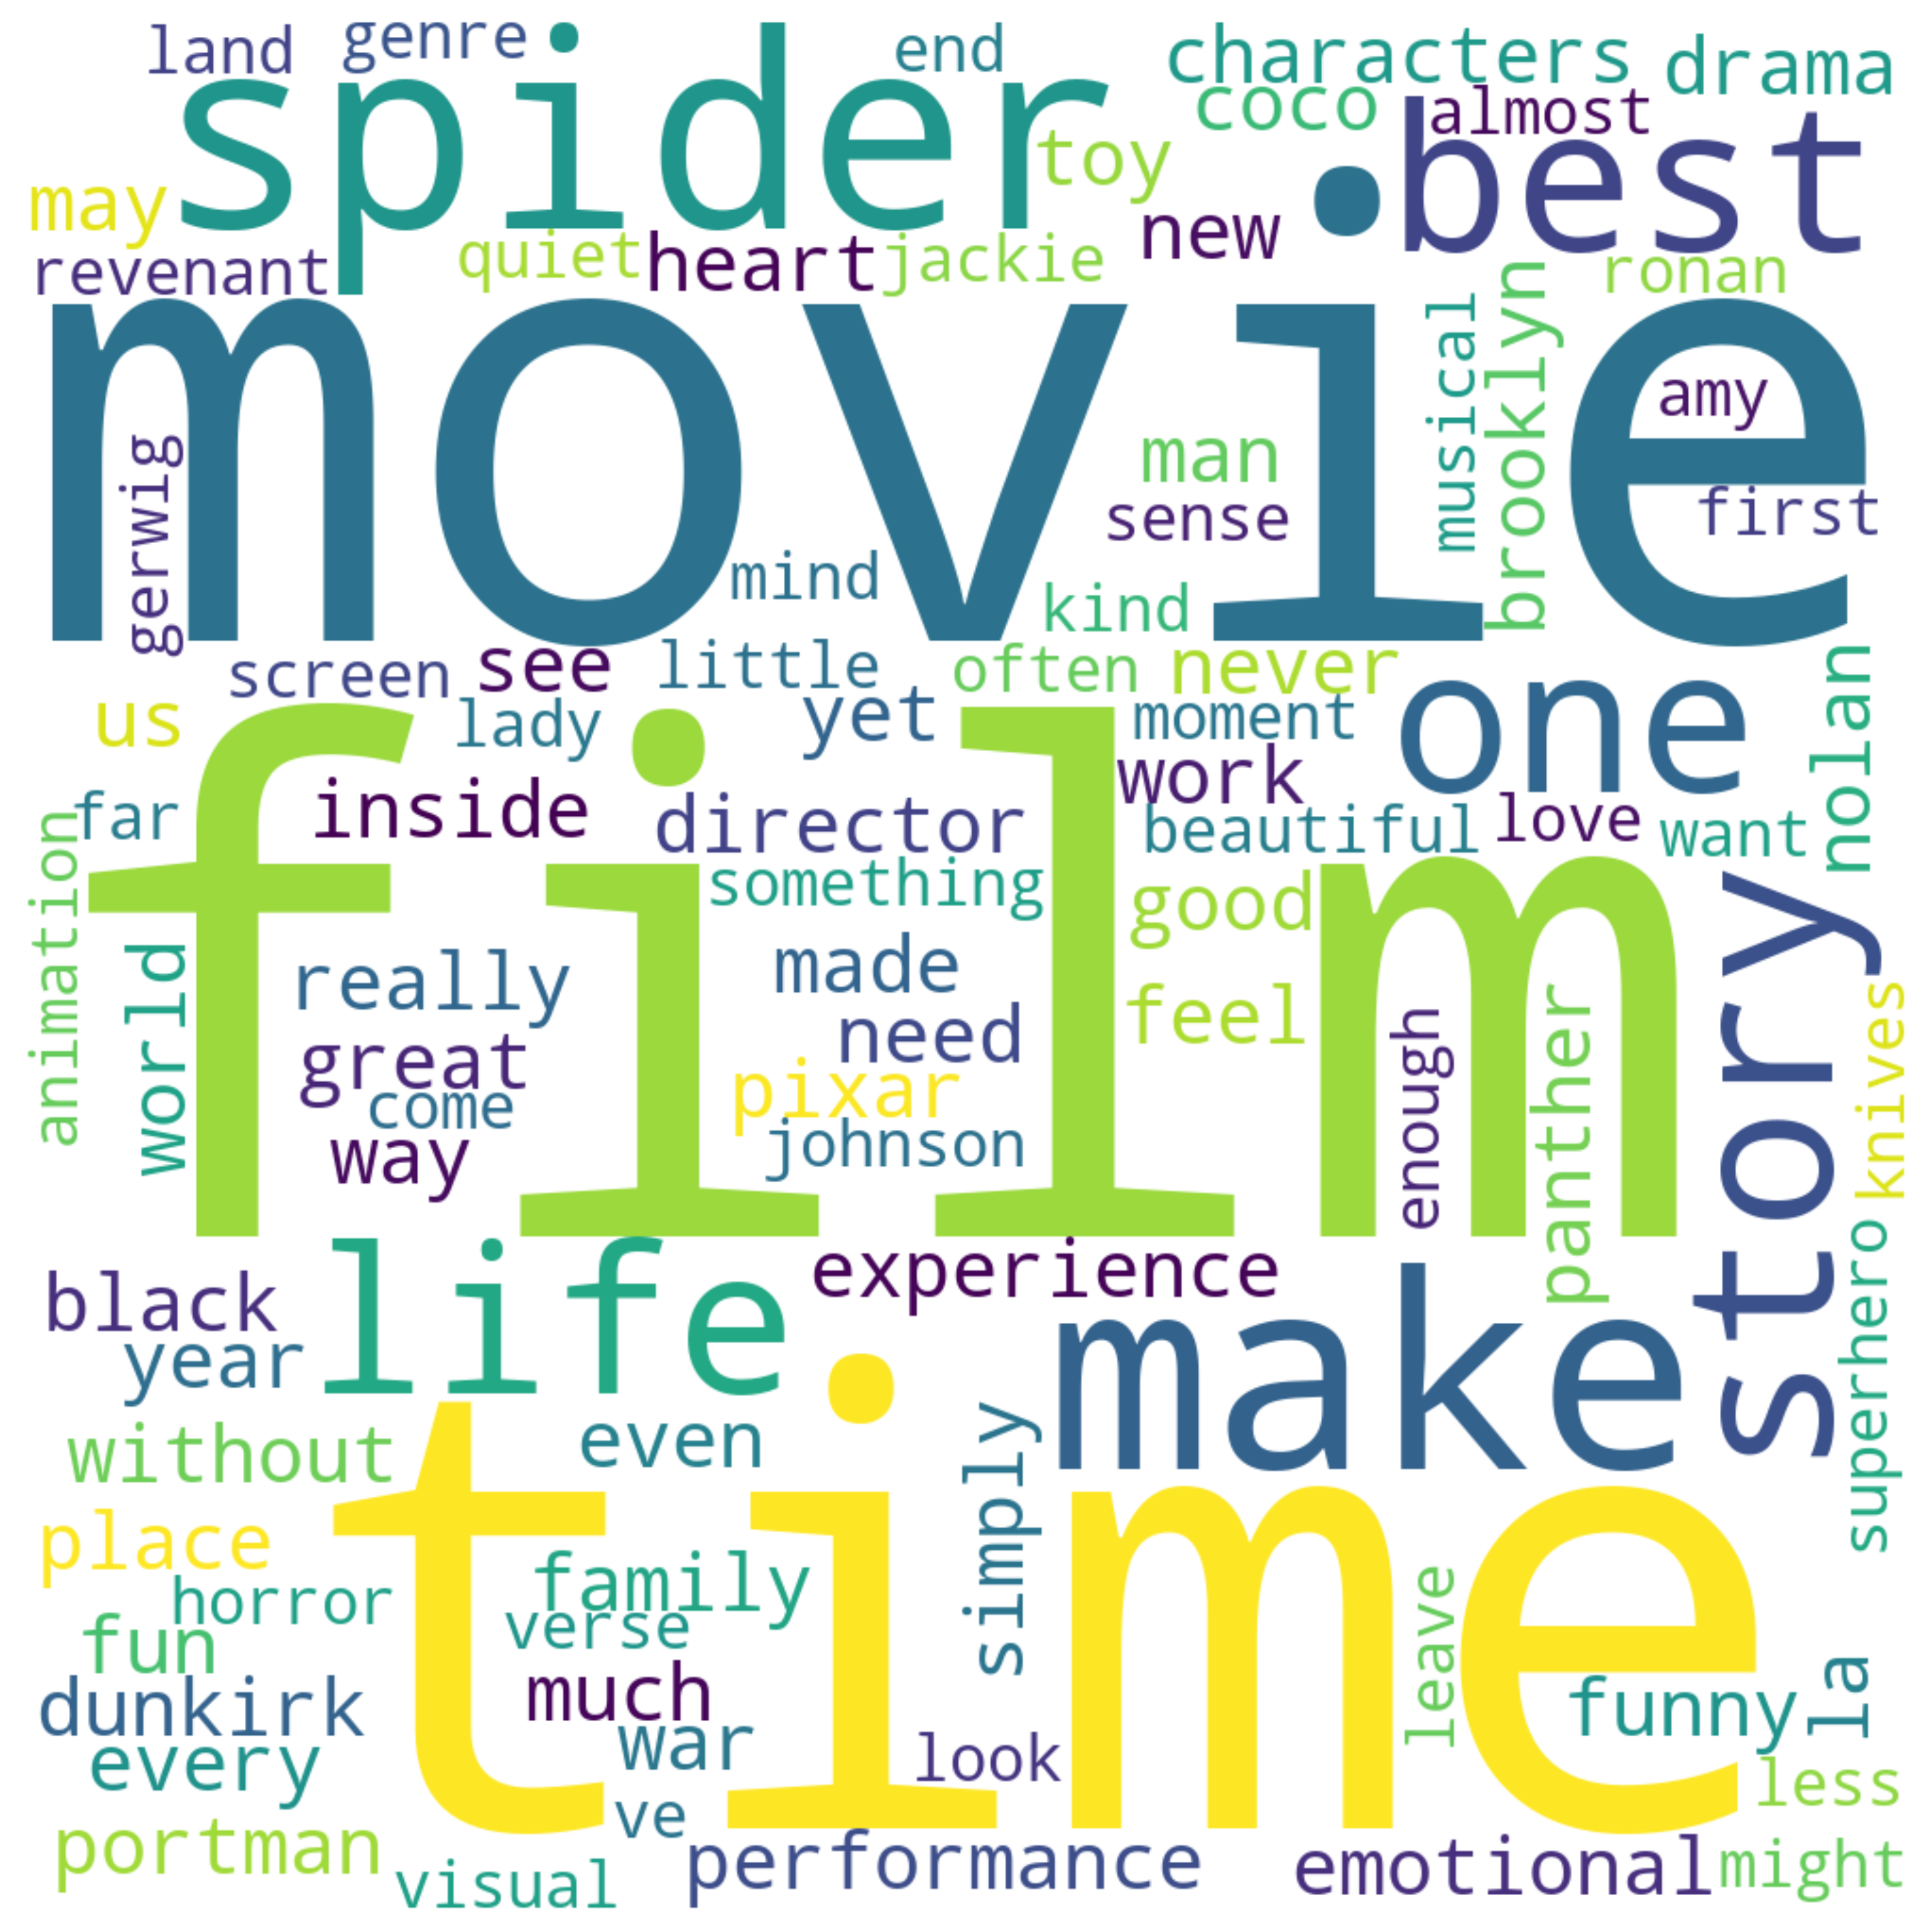 land
genre
end
characters
drama
spider
coco
almost
best
toy
may
new
revenant
quiet
heart
jackie
ronan
movie
musical
brooklyn
amy
gerwig
man
sense
first
mind
kind
screen
see
little
often
never
one
nolan
us
lady
yet
moment
work
film
far
inside
director
beautiful
love
want
animation
something
good
story
world
really
made
feel
need
enough
panther
knives
great
pixar
come
johnson
way
life
experience
black
make
superhero
year
time
without
even
simply
place
family
horror
verse
leave
fun
much
dunkirk
funny
la
war
every
look
less
ve
portman
performance
emotional
might
visual